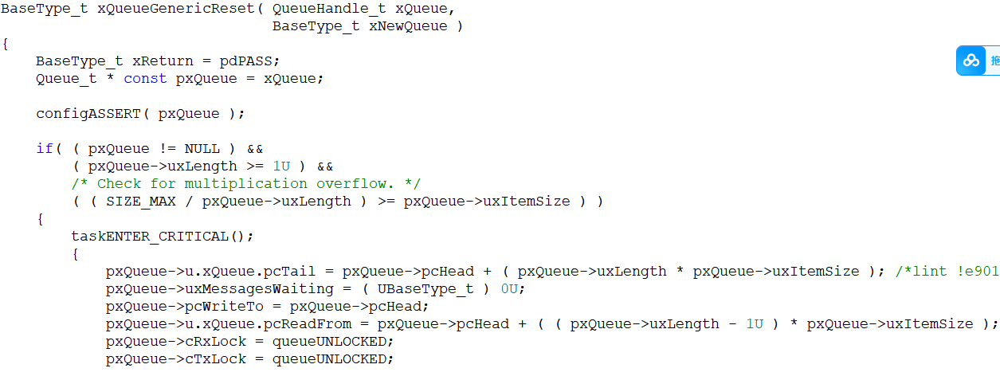 BaseType_t xQueueGenericReset( QueueHandle_t xQueue,
                               BaseType_t xNewQueue )
{
    BaseType_t xReturn = pdPASS;
    Queue_t * const pxQueue = xQueue;

    configASSERT( pxQueue );

    if( ( pxQueue != NULL ) &&
        ( pxQueue->uxLength >= 1U ) &&
        /* Check for multiplication overflow. */
        ( ( SIZE_MAX / pxQueue->uxLength ) >= pxQueue->uxItemSize ) )
    {
        taskENTER_CRITICAL();
        {
            pxQueue->u.xQueue.pcTail = pxQueue->pcHead + ( pxQueue->uxLength * pxQueue->uxItemSize ); /*lint !e901
            pxQueue->uxMessagesWaiting = ( UBaseType_t ) 0U;
            pxQueue->pcWriteTo = pxQueue->pcHead;
            pxQueue->u.xQueue.pcReadFrom = pxQueue->pcHead + ( ( pxQueue->uxLength - 1U ) * pxQueue->uxItemSize );
            pxQueue->cRxLock = queueUNLOCKED;
            pxQueue->cTxLock = queueUNLOCKED;
拖